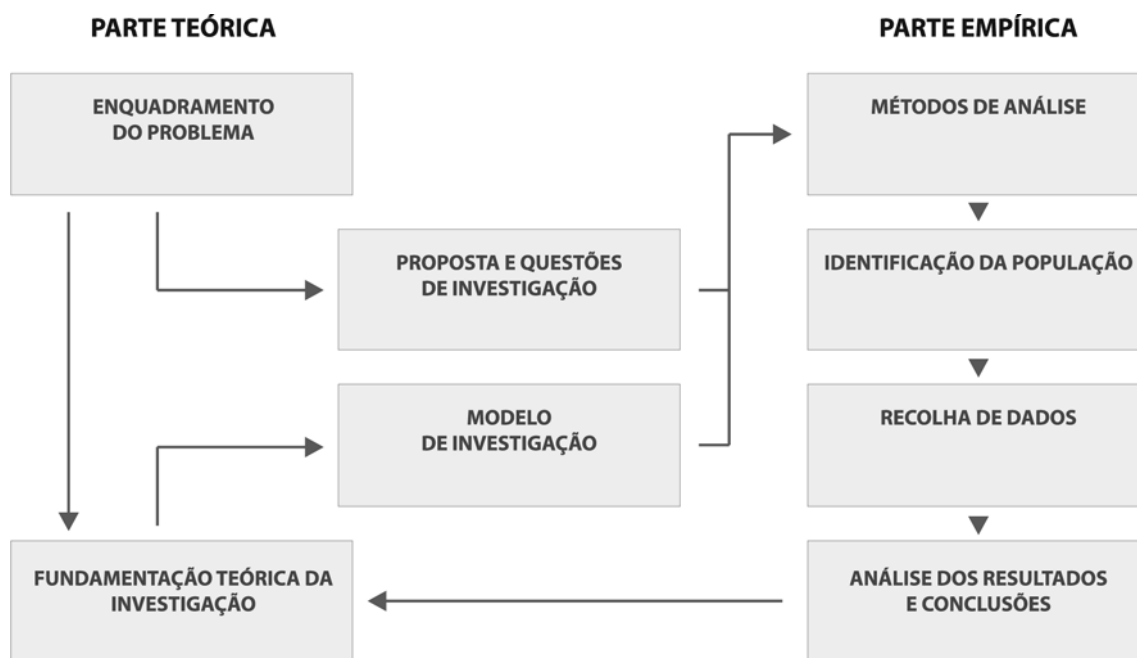 PARTE TEÓRICA
PARTE EMPÍRICA
ENQUADRAMENTO
DO PROBLEMA
MÉTODOS DE ANÁLISE
PROPOSTA E QUESTÕES
DE INVESTIGAÇÃO
IDENTIFICAÇÃO DA POPULAÇÃO
MODELO
DE INVESTIGAÇÃO
RECOLHA DE DADOS
FUNDAMENTAÇÃO TEÓRICA DA
INVESTIGAÇÃO
ANÁLISE DOS RESULTADOS
E CONCLUSÕES